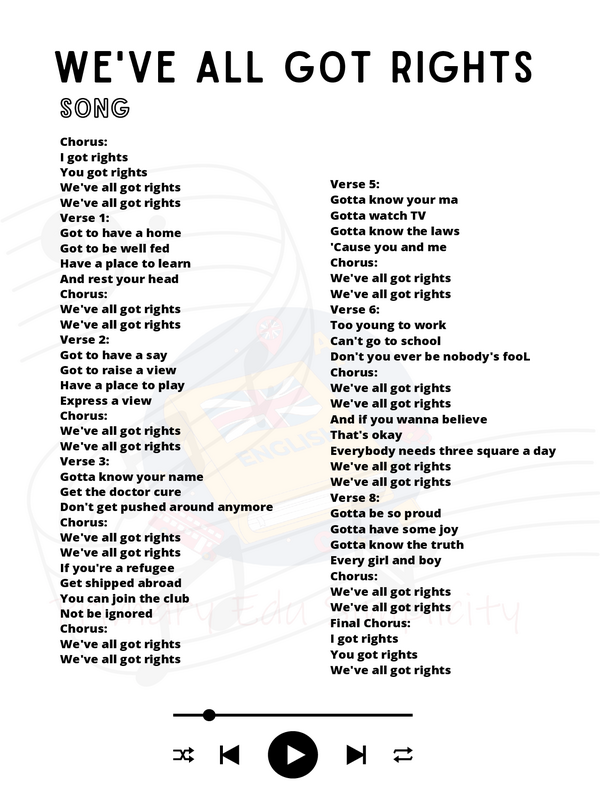 WE'VE ALL GOT RIGHTS
SONG
Chorus:
I got rights
You got rights
We've all got rights
We've all got rights
Verse 1:
Got to have a home
Got to be well fed
Have a place to learn
And rest your head
Chorus:
We've all got rights
We've all got rights
Verse 2:
Got to have a say
Got to raise a view
Have a place to play
Express a view
Chorus:
We've all got rights
We've all got rights
Verse 3:
Gotta know your name
Get the doctor cure
Don't get pushed around anymore
Chorus:
We've all got rights
We've all got rights
If you're a refugee
Get shipped abroad
You can join the club
Not be ignored
Chorus:
We've all got rights
We've all got rights
Verse 5:
Gotta know your ma
Gotta watch TV
Gotta know the laws
'Cause you and me
Chorus:
We've all got rights
We've all got rights
Verse 6:
Too young to work
Can't go to school
Don't you ever be nobody's fooL
Chorus:
We've all got rights
We've all got rights
And if you wanna believe
That's okay
Everybody needs three square a day
We've all got rights
We've all got rights
Verse 8:
Gotta be so proud
Gotta have some joy
Gotta know the truth
Every girl and boy
Chorus:
We've all got rights
We've all got rights
Final Chorus:
I got rights
You got rights
We've all got rights
ENGLISH
Edu